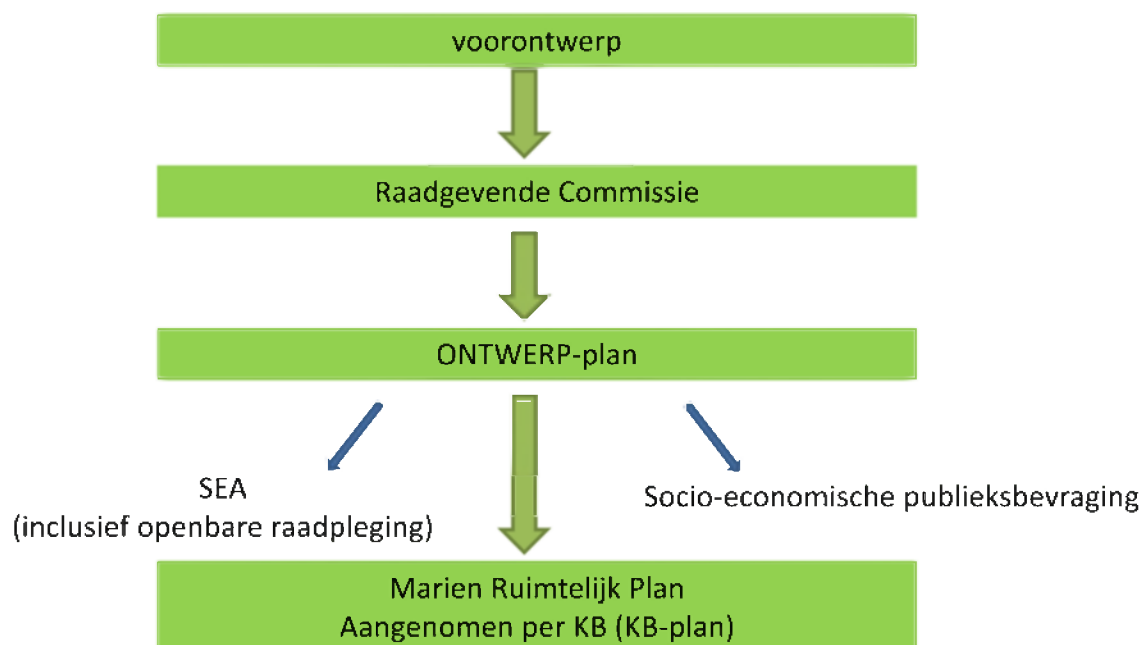 voorontwerp
Raadgevende Commissie
ONTWERP-plan
SEA
(inclusief openbare raadpleging)
Socio-economische publieksbevraging
Marien Ruimtelijk Plan
Aangenomen per KB (KB-plan)